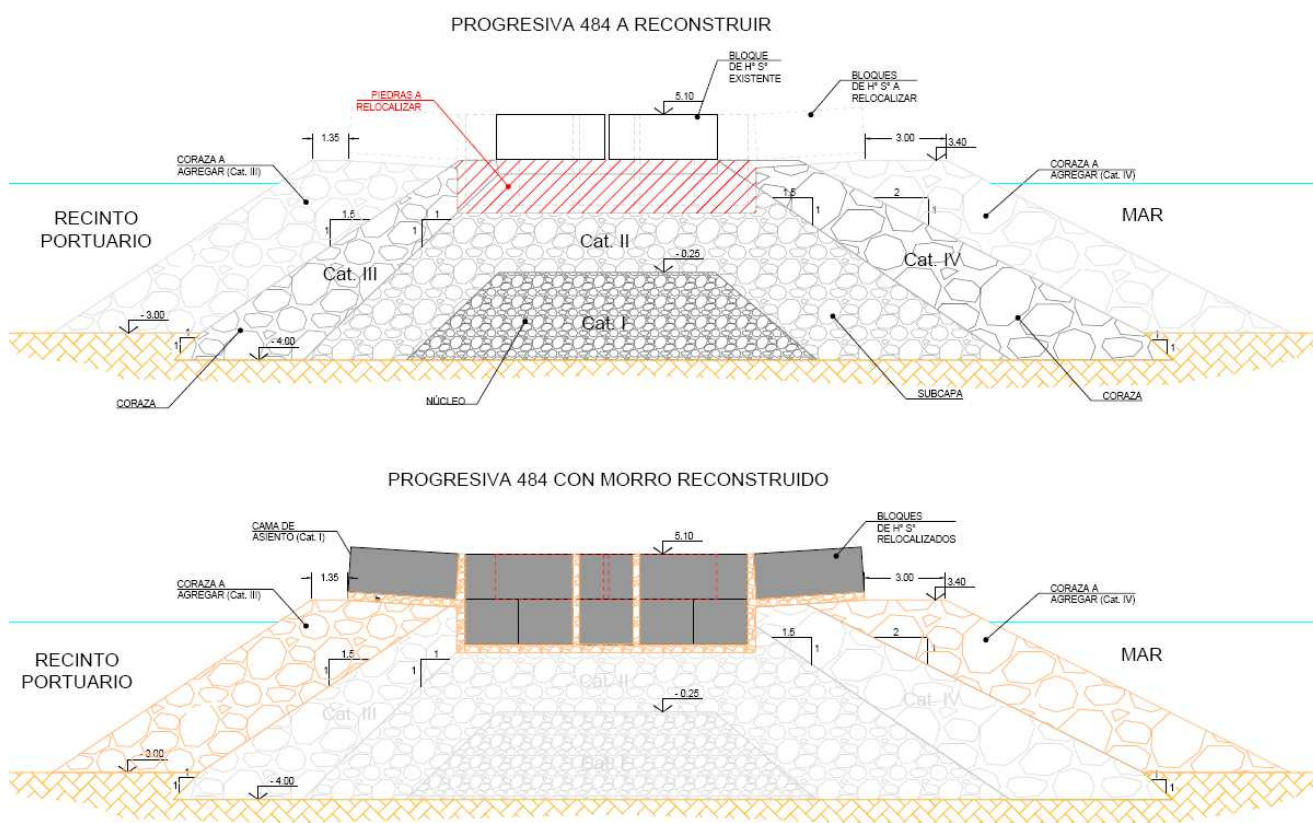 PROGRESIVA 484 A RECONSTRUIR
BLOQUE
DE H° S°
EXISTENTE
BLOQUES
DE H° S° A
RELOCALIZAR
PIEDRAS A
RELOCALIZAR
5.10
1.35
3.00
3.40
CORAZA A
AGREGAR (Cat. III)
CORAZA A
AGREGAR (Cat. IV)
RECINTO
PORTUARIO
MAR
1.5
1
1
1
1.5
1
2
1
Cat. II
- 0.25
Cat. III
Cat. IV
Cat. I
- 3.00
- 4.00
1
1
1
1
CORAZA
NÚCLEO
SUBCAPA
CORAZA
PROGRESIVA 484 CON MORRO RECONSTRUIDO
CAMA DE
ASIENTO (Cat. I)
BLOQUES
DE H° S°
RELOCALIZADOS
5.10
1.35
3.00
3.40
CORAZA A
AGREGAR (Cat. III)
CORAZA A
AGREGAR (Cat. IV)
RECINTO
PORTUARIO
MAR
1.5
1
1
1
1.5
1
2
1
Cat. II
- 0.25
Cat. III
Cat. IV
- 3.00
- 4.00
1
1
1
1